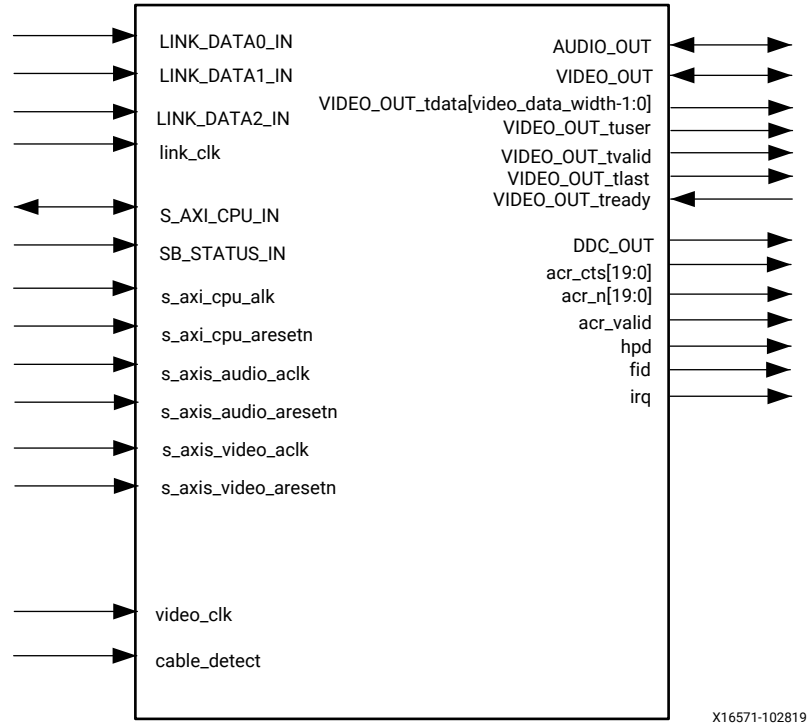 LINK_DATA0_IN
LINK_DATA1_IN
LINK_DATA2_IN
link_clk
S_AXI_CPU_IN
SB_STATUS_IN
s_axi_cpu_alk
s_axi_cpu_aresetn
s_axis_audio_aclk
s_axis_audio_aresetn
s_axis_video_aclk
s_axis_video_aresetn
video_clk
cable_detect
AUDIO_OUT
VIDEO_OUT
VIDEO_OUT_tdata[video_data_width-1:0]
VIDEO_OUT_tuser
VIDEO_OUT_tvalid
VIDEO_OUT_tlast
VIDEO_OUT_tready
DDC_OUT
acr_cts[19:0]
acr_n[19:0]
acr_valid
hpd
fid
irq
X16571-102819